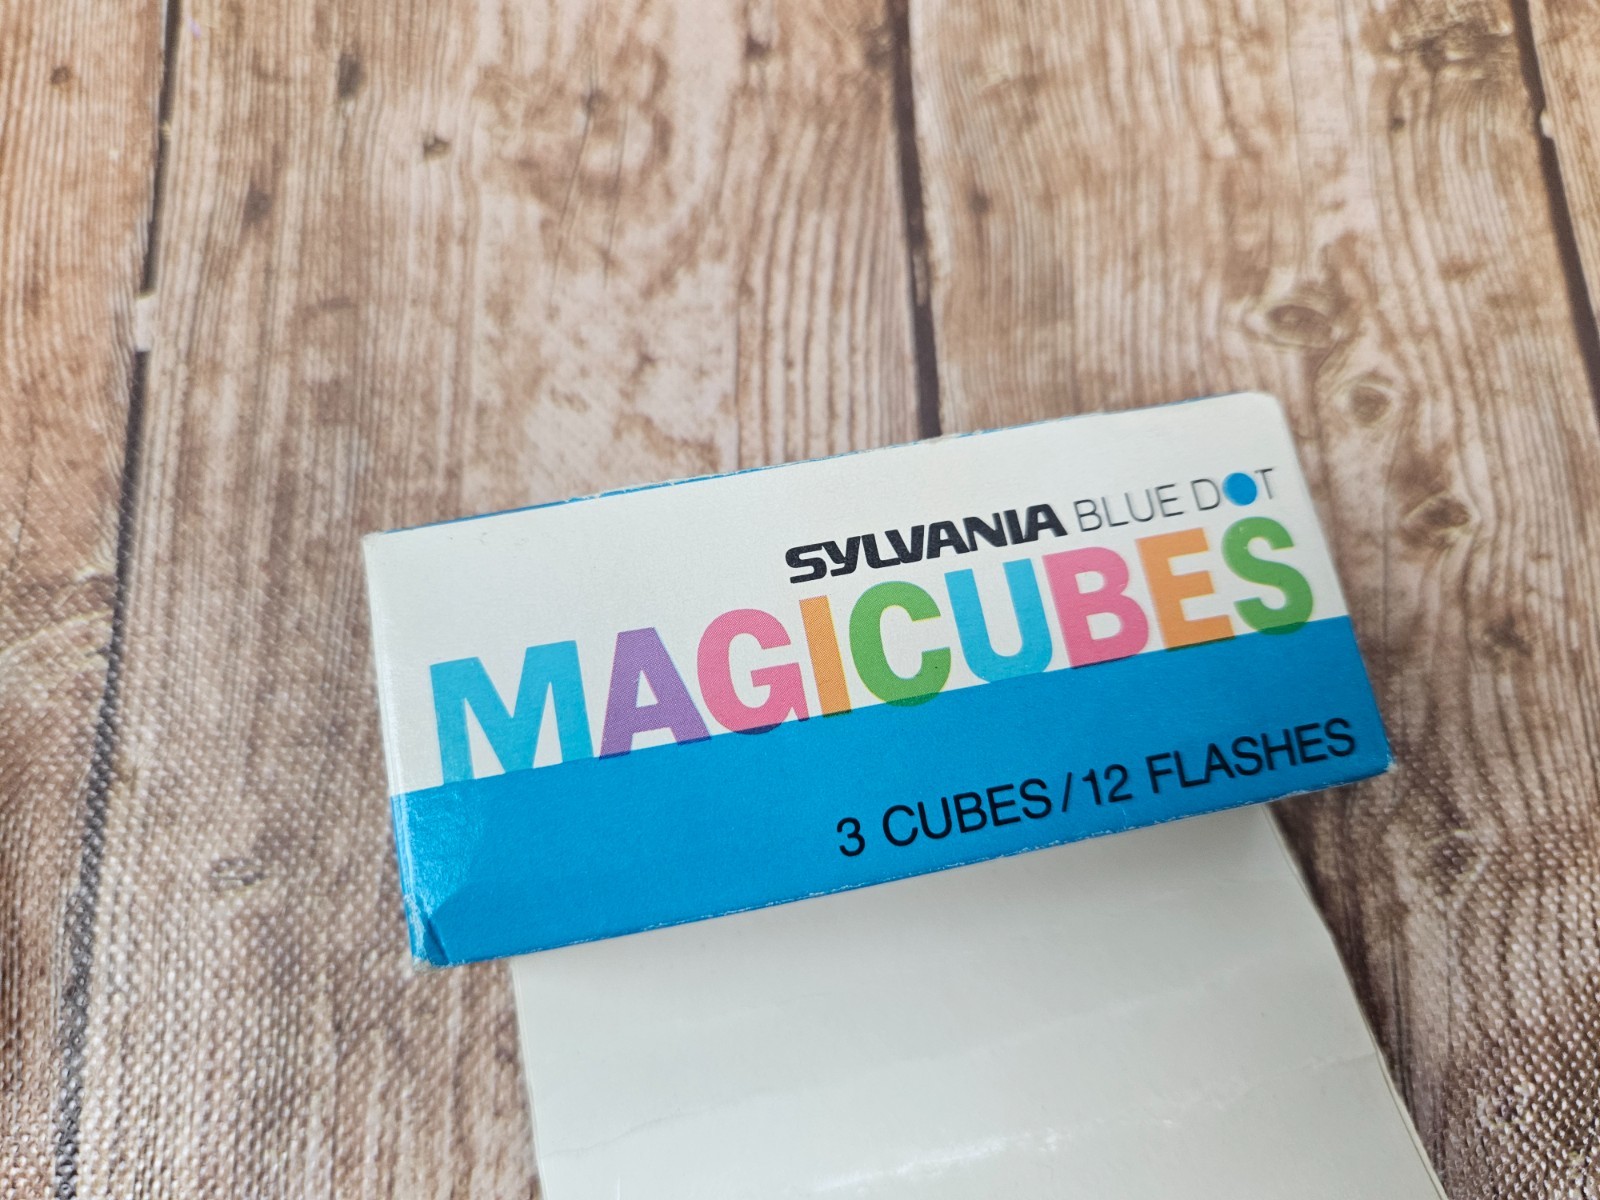 SYLVANIA BLUE DOT
MAGICUBES
3 CUBES/12 FLASHES